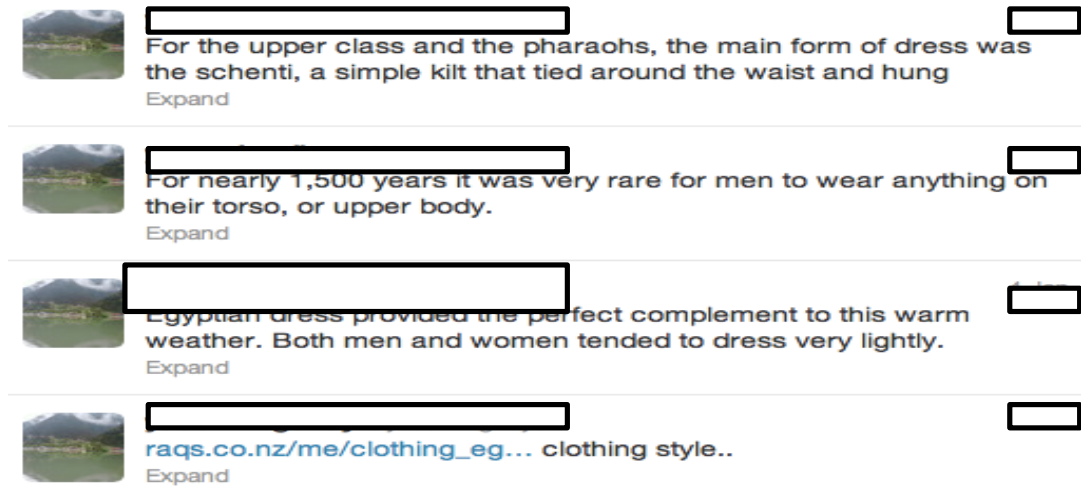 For the upper class and the pharaohs, the main form of dress was
the schenti, a simple kilt that tied around the waist and hung
Expand
For nearly 1,500 years it was very rare for men to wear anything on
their torso, or upper body.
Expand
Egyptian dress provided the perfect complement to this warm
weather. Both men and women tended to dress very lightly.
Expand
raqs.co.nz/me/clothing_eg... clothing style..
Expand